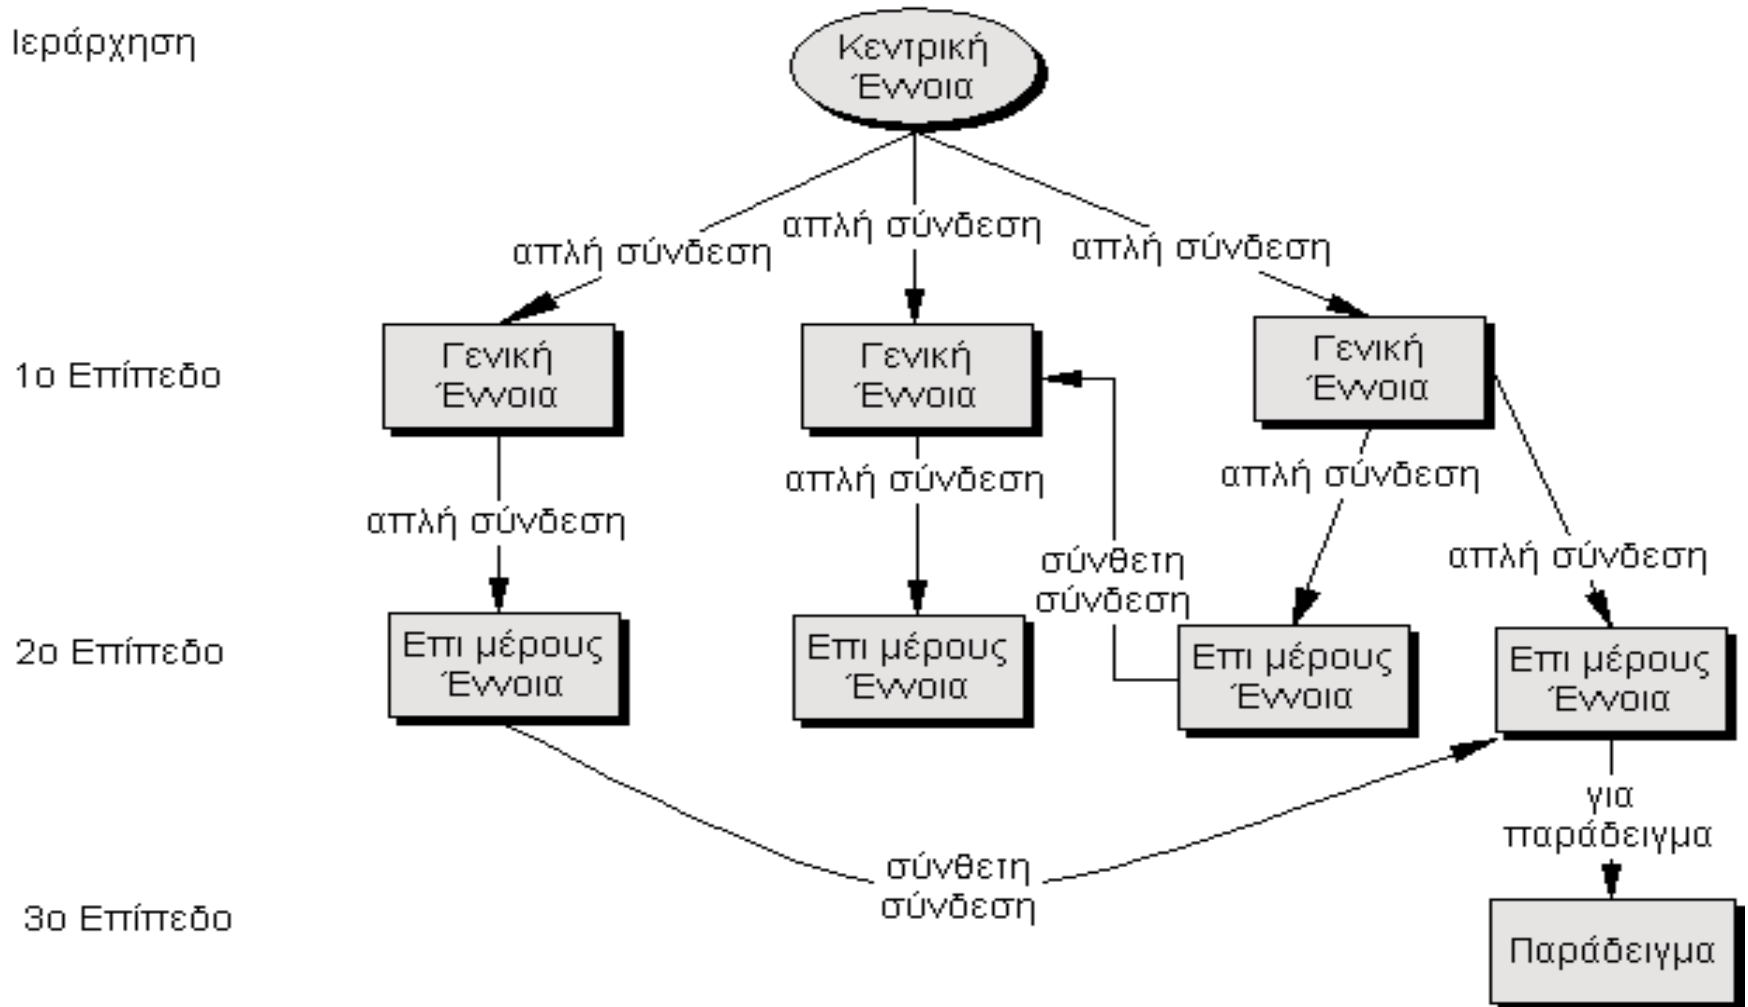 Ιεράρχηση
Κεντρική
Έννοια
απλή σύνδεση
απλή σύνδεση
απλή σύνδεση
1ο Επίπεδο
Γενική
Έννοια
Γενική
Έννοια
Γενική
Έννοια
απλή σύνδεση
απλή σύνδεση
απλή σύνδεση
απλή σύνδεση
σύνθετη
σύνδεση
2ο Επίπεδο
Επι μέρους
Έννοια
Επι μέρους
Έννοια
Επι μέρους
Έννοια
Επι μέρους
Έννοια
για
παράδειγμα
σύνθετη
σύνδεση
3ο Επίπεδο
Παράδειγμα